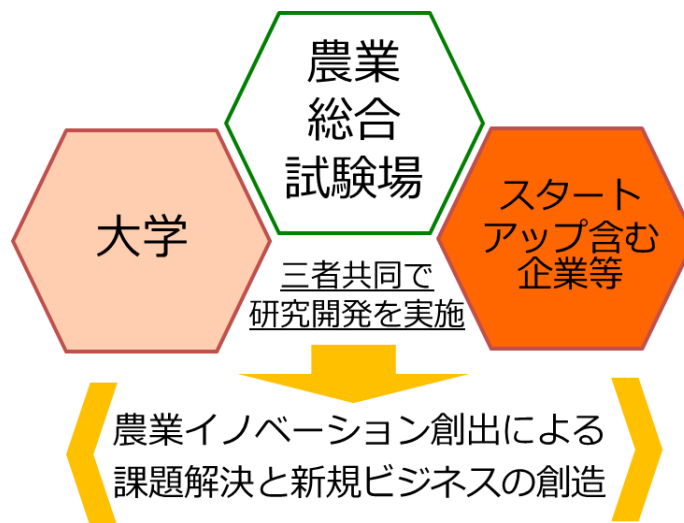 農業
総合
試験場
大学
スタート
アップ含む
企業等
三者共同で
研究開発を実施
農業イノベーション創出による
課題解決と新規ビジネスの創造